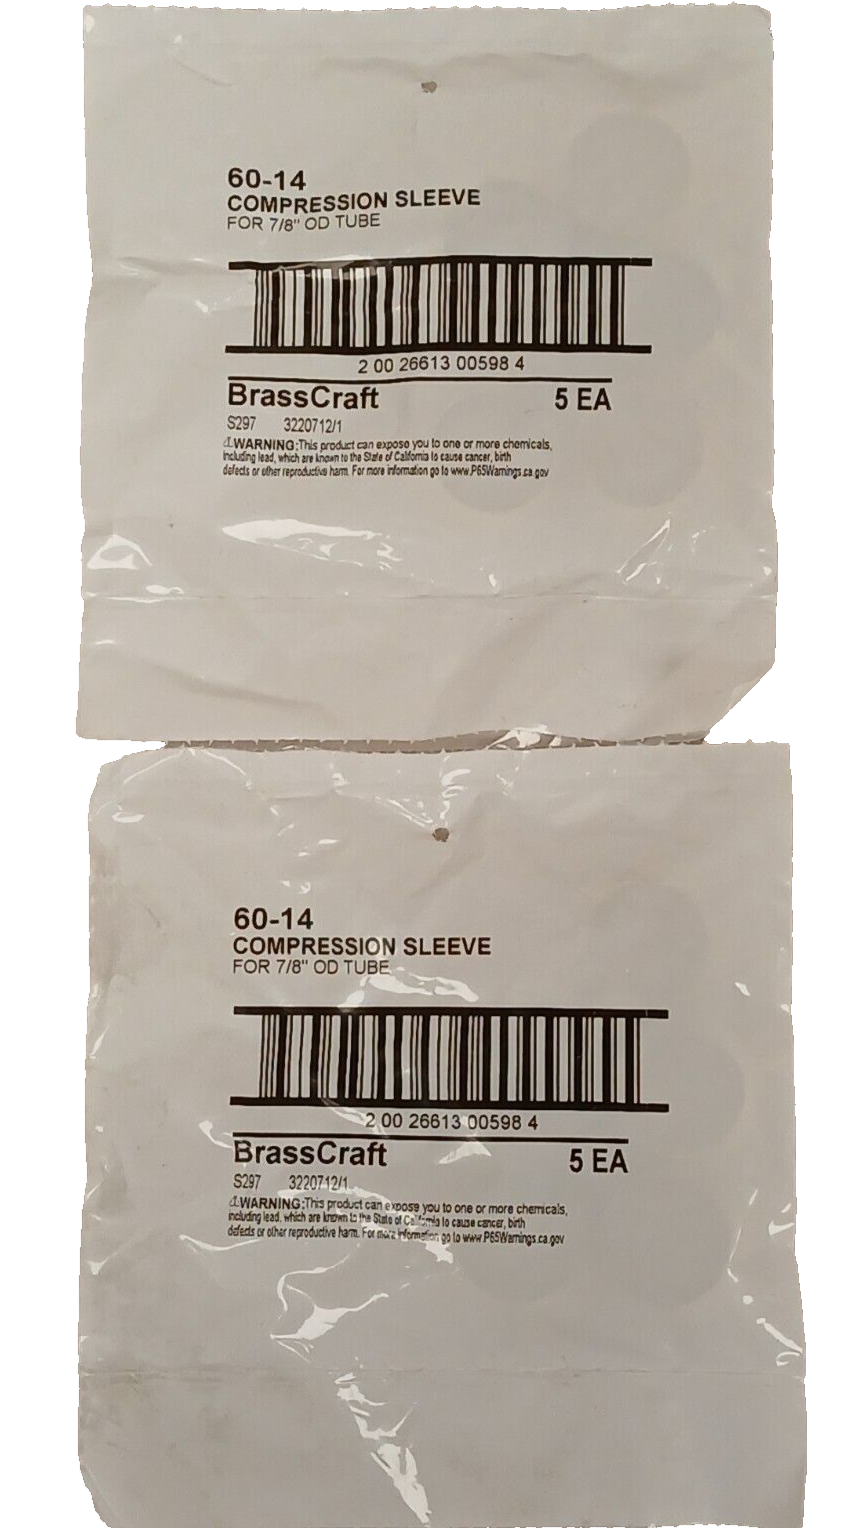 60-14
COMPRESSION SLEEVE
FOR 7/8" OD TUBE
2 00 26613 00598 4
BrassCraft 5 EA
S297 3220712/1
⚠WARNING:This product can expose you to one or more chemicals,
including lead, which are known to the State of California to cause cancer, birth
defects or other reproductive harm. For more information go to www.P65Warnings.ca.gov
60-14
COMPRESSION SLEEVE
FOR 7/8" OD TUBE
2 00 26613 00598 4
BrassCraft 5 EA
S297 3220712/1
⚠WARNING:This product can expose you to one or more chemicals,
including lead, which are known to the State of California to cause cancer, birth
defects or other reproductive harm. For more information go to www.P65Warnings.ca.gov